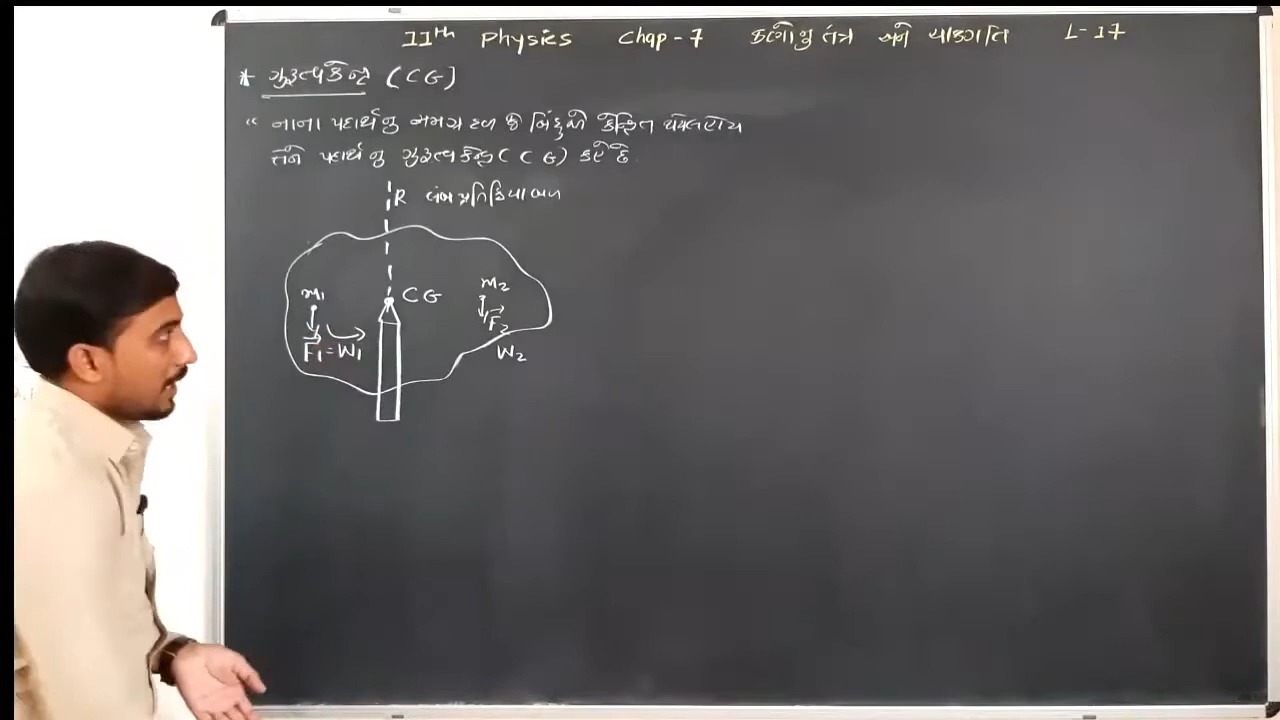 11th Physics Chap-7 કણોનું તંત્ર અને ચાકગતિ L-17
* ગુરુત્વકેન્દ્ર (CG)
“ નાના પદાર્થનું સમગ્ર દળ જે બિંદુએ કેન્દ્રિત થયેલ હોય
તેને પદાર્થનું ગુરુત્વકેન્દ્ર (CG) કહે છે.
R લંબ પ્રતિક્રિયા બળ
m1 CG m2
F1 = W1 F2
W2